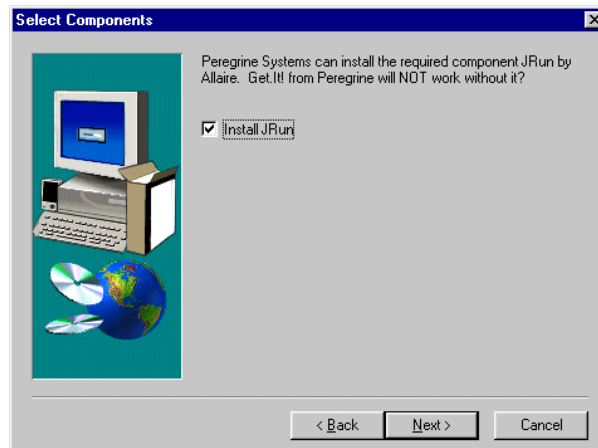 Select Components
Peregrine Systems can install the required component JRun by
Allaire.  Get.It! from Peregrine will NOT work without it?
Install JRun
< Back
Next >
Cancel